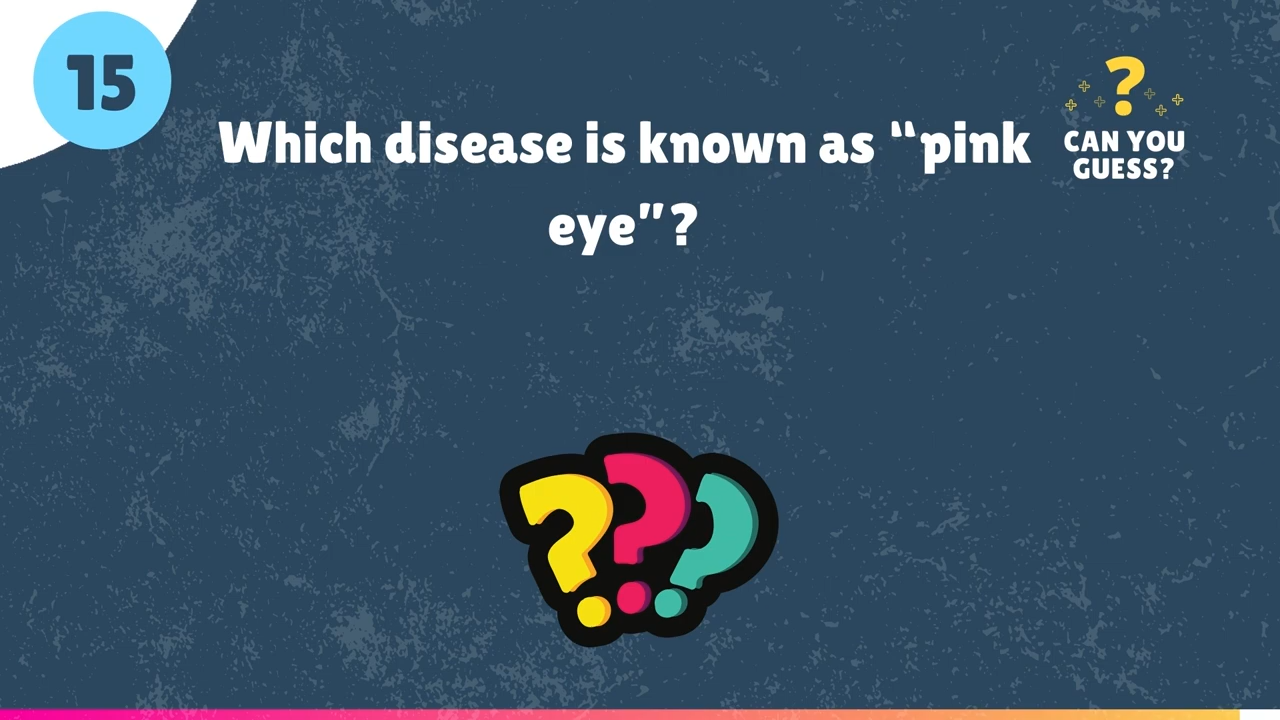 15
Which disease is known as “pink
eye”?
?
CAN YOU
GUESS?
???